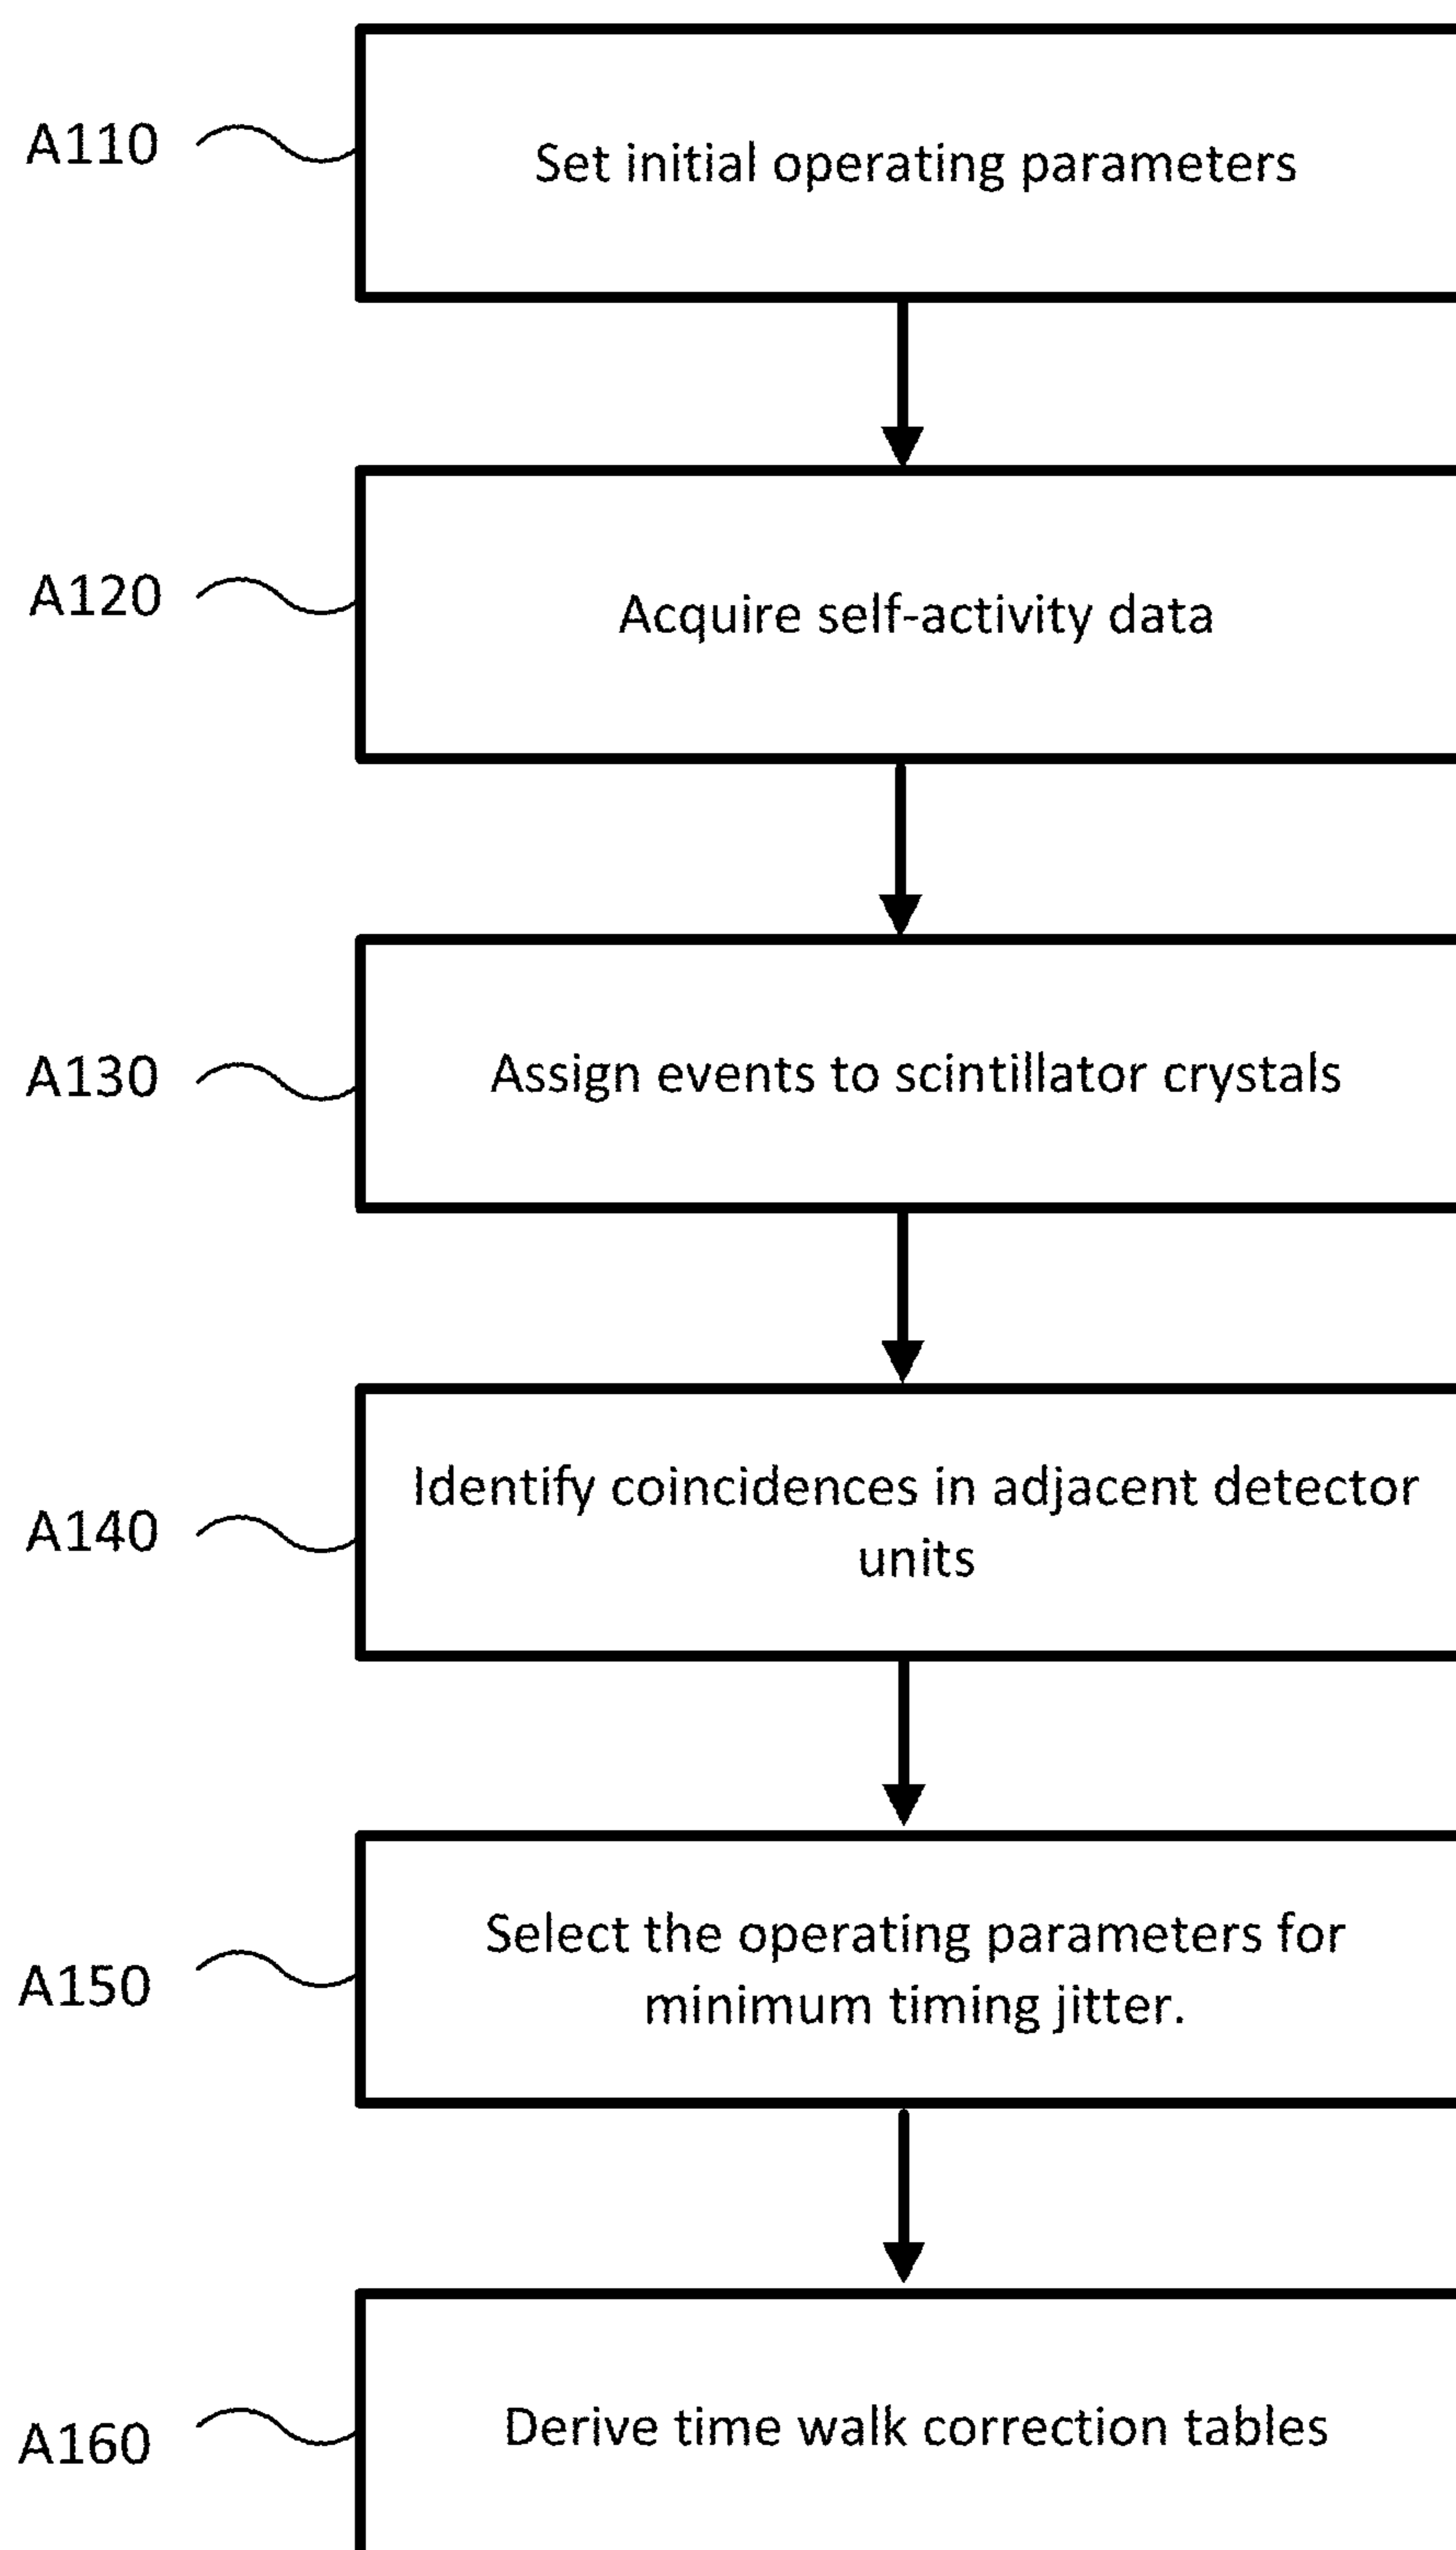 A110
Set initial operating parameters
A120
Acquire self-activity data
A130
Assign events to scintillator crystals
A140
Identify coincidences in adjacent detector
units
A150
Select the operating parameters for
minimum timing jitter.
A160
Derive time walk correction tables